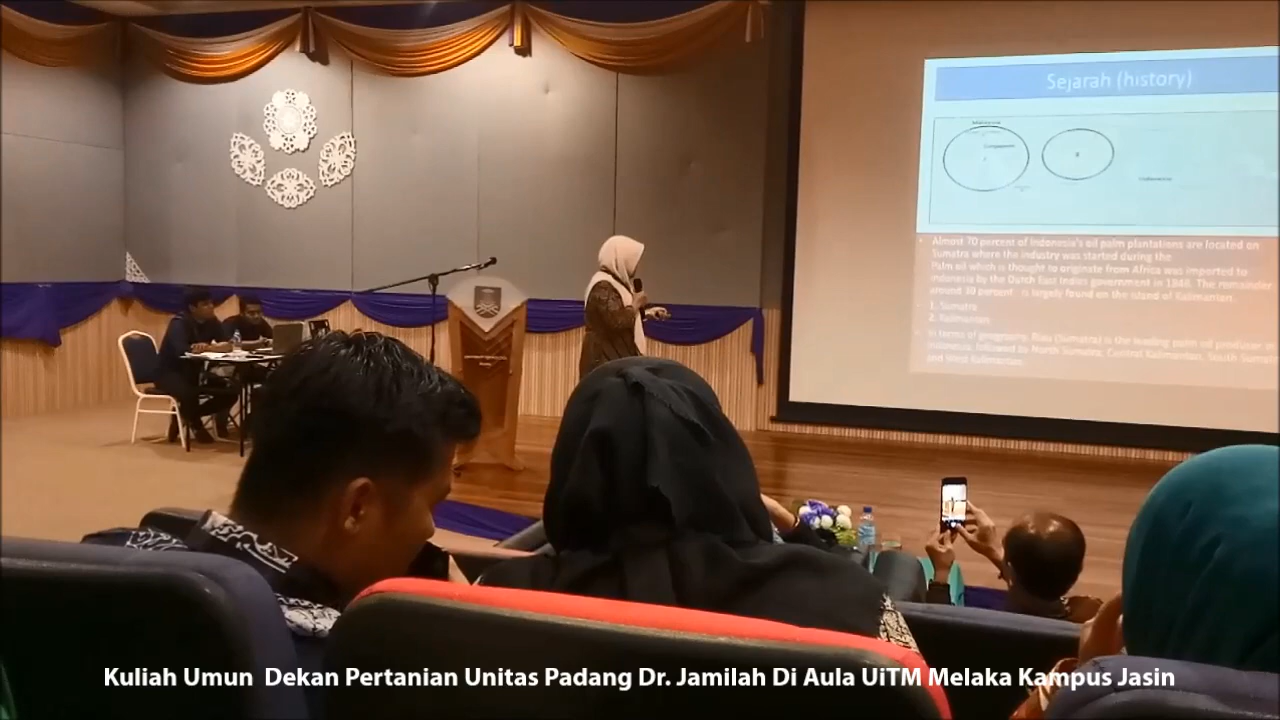 Sejarah (history)
Almost 70 percent of Indonesia's oil palm plantations are located on
Sumatra where the industry was started during the
Palm oil which is thought to originate from Africa was imported to
Indonesia by the Dutch East Indies government in 1848. The remainder
around 30 percent is largely found on the island of Kalimantan.
1. Sumatra
2. Kalimantan
In terms of geography, Riau (Sumatra) is the leading palm oil producer in
Indonesia, followed by North Sumatra, Central Kalimantan, South Sumatra
and West Kalimantan.
Kuliah Umun Dekan Pertanian Unitas Padang Dr. Jamilah Di Aula UiTM Melaka Kampus Jasin